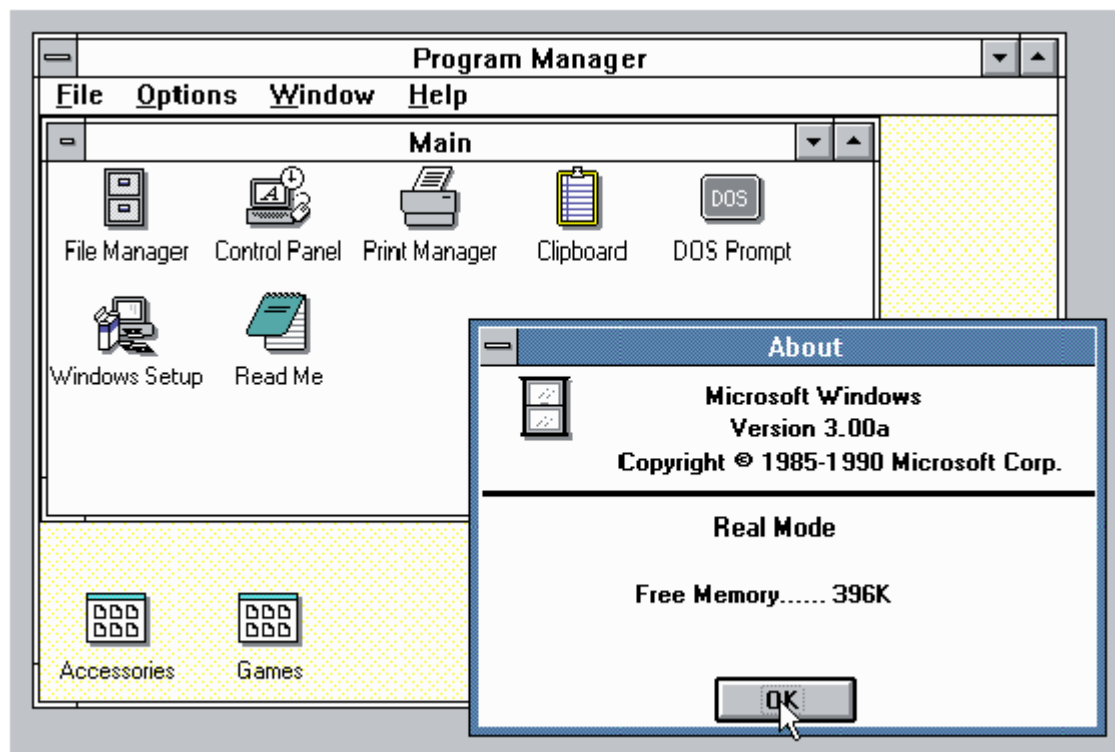 Program Manager
File Options Window Help
Main
DOS
File Manager Control Panel Print Manager Clipboard DOS Prompt
Windows Setup Read Me
About
Microsoft Windows
Version 3.00a
Copyright © 1985-1990 Microsoft Corp.
Real Mode
Free Memory...... 396K
Accessories Games
OK